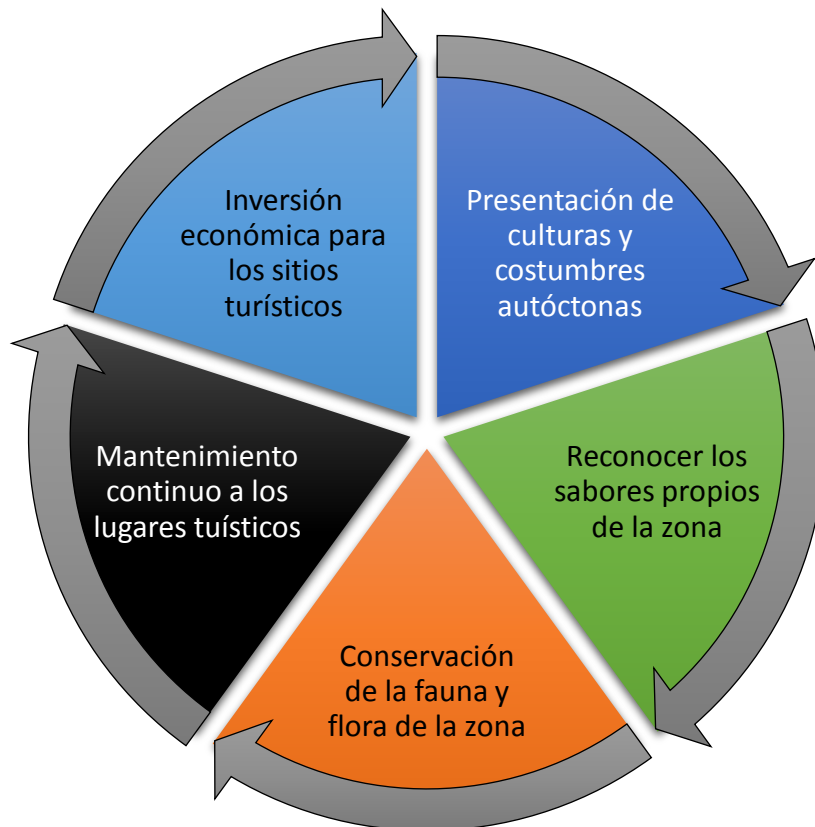 Inversión
económica para
los sitios
turísticos
Presentación de
culturas y
costumbres
autóctonas
Reconocer los
sabores propios
de la zona
Conservación
de la fauna y
flora de la zona
Mantenimiento
continuo a los
lugares tuísticos